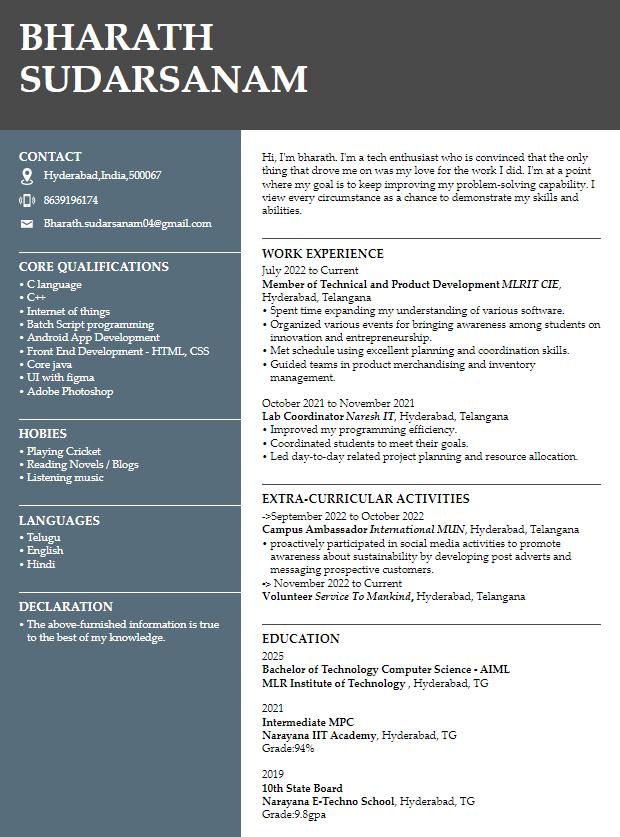 BHARATH
SUDARSANAM
CONTACT
Hyderabad,India,500067
8639196174
Bharath.sudarsanam04@gmail.com
CORE QUALIFICATIONS
• C language
• C++
• Internet of things
• Batch Script programming
• Android App Development
• Front End Development - HTML, CSS
• Core java
• UI with figma
• Adobe Photoshop
HOBIES
• Playing Cricket
• Reading Novels / Blogs
• Listening music
LANGUAGES
• Telugu
• English
• Hindi
DECLARATION
• The above-furnished information is true
to the best of my knowledge.
Hi, I'm bharath. I'm a tech enthusiast who is convinced that the only
thing that drove me on was my love for the work I did. I'm at a point
where my goal is to keep improving my problem-solving capability. I
view every circumstance as a chance to demonstrate my skills and
abilities.
WORK EXPERIENCE
July 2022 to Current
Member of Technical and Product Development MLRIT CIE,
Hyderabad, Telangana
• Spent time expanding my understanding of various software.
• Organized various events for bringing awareness among students on
innovation and entrepreneurship.
• Met schedule using excellent planning and coordination skills.
• Guided teams in product merchandising and inventory
management.
October 2021 to November 2021
Lab Coordinator Naresh IT, Hyderabad, Telangana
• Improved my programming efficiency.
• Coordinated students to meet their goals.
• Led day-to-day related project planning and resource allocation.
EXTRA-CURRICULAR ACTIVITIES
->September 2022 to October 2022
Campus Ambassador International MUN, Hyderabad, Telangana
• proactively participated in social media activities to promote
awareness about sustainability by developing post adverts and
messaging prospective customers.
-> November 2022 to Current
Volunteer Service To Mankind, Hyderabad, Telangana
EDUCATION
2025
Bachelor of Technology Computer Science - AIML
MLR Institute of Technology , Hyderabad, TG
2021
Intermediate MPC
Narayana IIT Academy, Hyderabad, TG
Grade:94%
2019
10th State Board
Narayana E-Techno School, Hyderabad, TG
Grade:9.8gpa